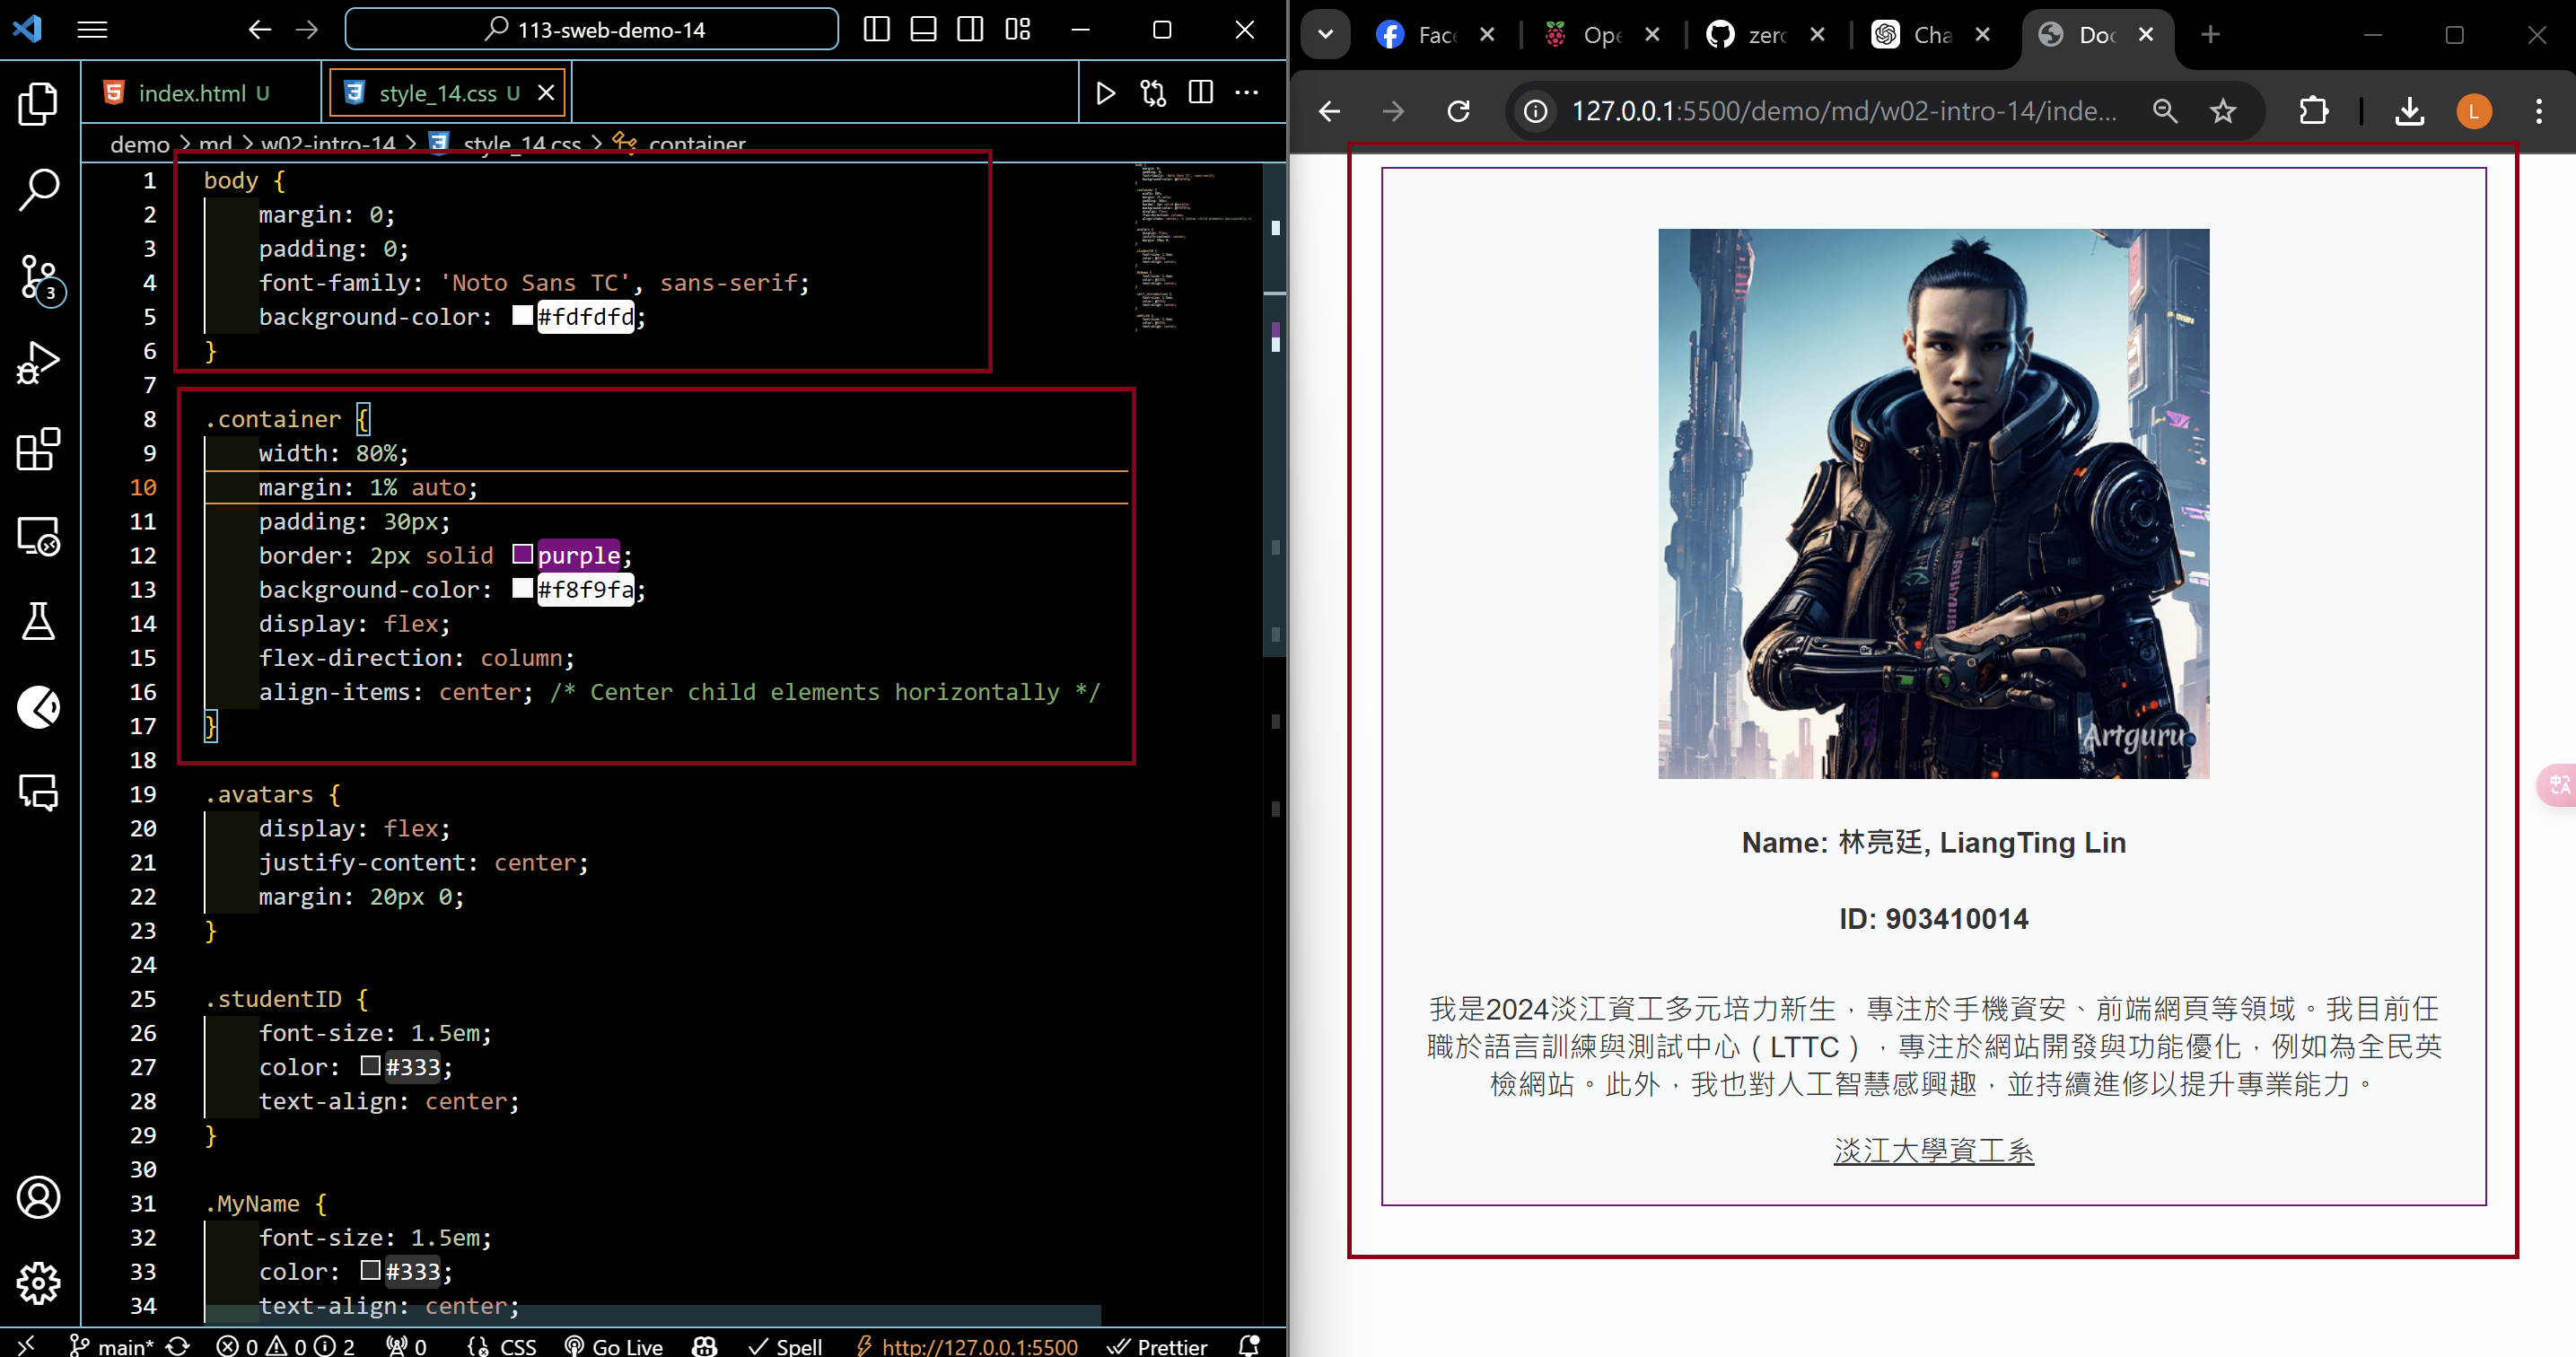 113-sweb-demo-14
index.html U
style_14.css U
demo > md > w02-intro-14 > style_14.css > container
1 body {
2 margin: 0;
3 padding: 0;
4 font-family: 'Noto Sans TC', sans-serif;
5 background-color: #fdfdfd;
6 }
7
8 .container {
9 width: 80%;
10 margin: 1% auto;
11 padding: 30px;
12 border: 2px solid purple;
13 background-color: #f8f9fa;
14 display: flex;
15 flex-direction: column;
16 align-items: center; /* Center child elements horizontally */
17 }
18
19 .avatars {
20 display: flex;
21 justify-content: center;
22 margin: 20px 0;
23 }
24
25 .studentID {
26 font-size: 1.5em;
27 color: #333;
28 text-align: center;
29 }
30
31 .MyName {
32 font-size: 1.5em;
33 color: #333;
34 text-align: center;
3
main* 0 0 2 0 CSS Go Live Spell http://127.0.0.1:5500 Prettier
Face Ope zero Cha Doc
127.0.0.1:5500/demo/md/w02-intro-14/inde...
L
Artguru
Name: 林亮廷, LiangTing Lin
ID: 903410014
我是2024淡江資工多元培力新生，專注於手機資安、前端網頁等領域。我目前任
職於語言訓練與測試中心（LTTC），專注於網站開發與功能優化，例如為全民英
檢網站。此外，我也對人工智慧感興趣，並持續進修以提升專業能力。
淡江大學資工系